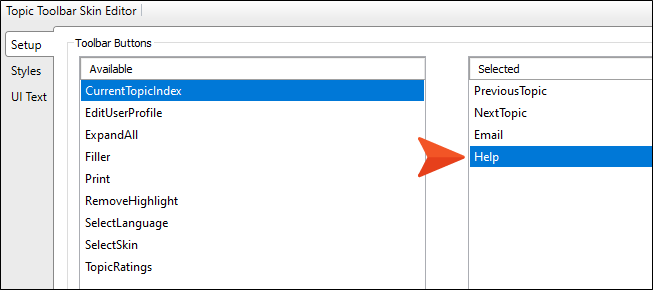 Topic Toolbar Skin Editor
Setup
Styles
UI Text
Toolbar Buttons
Available
CurrentTopicIndex
EditUserProfile
ExpandAll
Filler
Print
RemoveHighlight
SelectLanguage
SelectSkin
TopicRatings
Selected
PreviousTopic
NextTopic
Email
Help